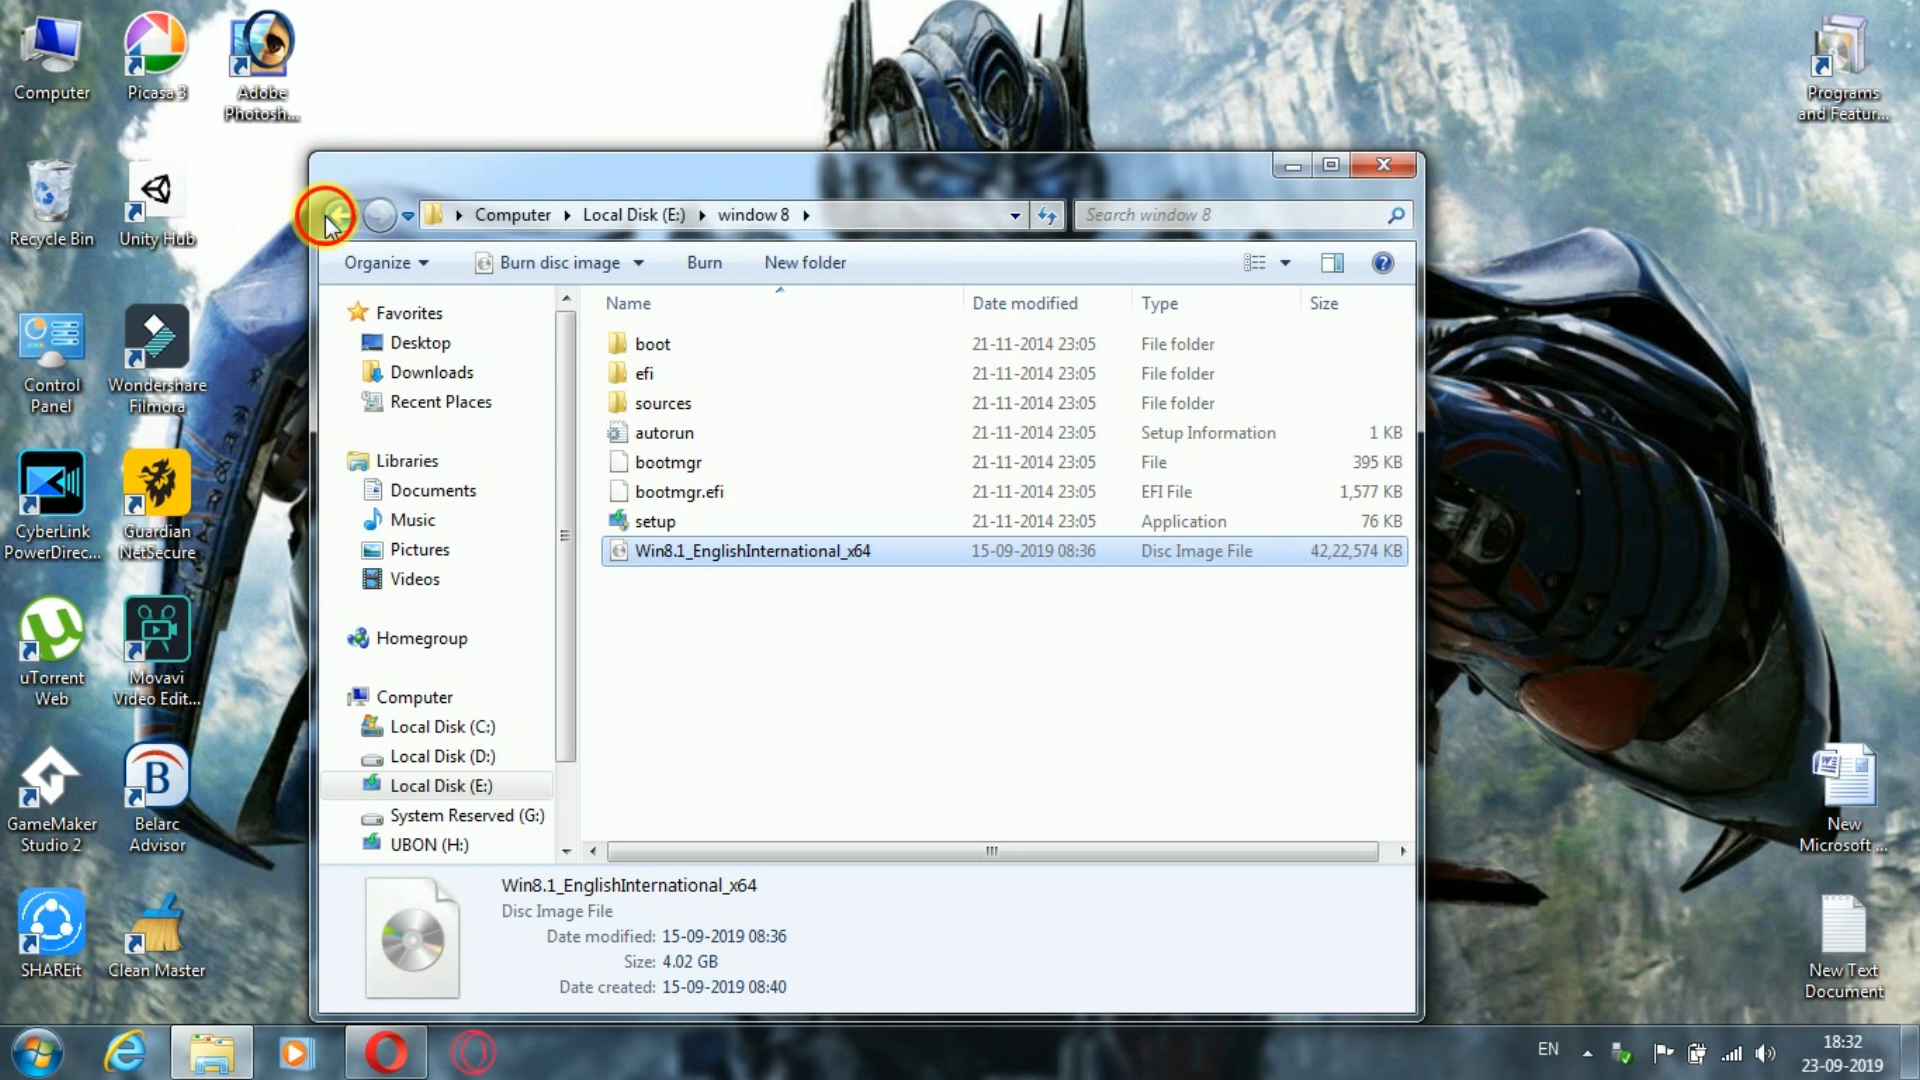 Computer
Picasa 3
Adobe
Photosh...
Programs
and Featur...
Recycle Bin
Unity Hub
Control
Panel
Wondershare
Filmora
CyberLink
PowerDirec...
Guardian
NetSecure
uTorrent
Web
Movavi
Video Edit...
GameMaker
Studio 2
Belarc
Advisor
SHAREit
Clean Master
New
Microsoft ...
New Text
Document
Computer Local Disk (E:) window 8
Search window 8
Organize Burn disc image Burn New folder
Favorites
Desktop
Downloads
Recent Places
Libraries
Documents
Music
Pictures
Videos
Homegroup
Computer
Local Disk (C:)
Local Disk (D:)
Local Disk (E:)
System Reserved (G:)
UBON (H:)
Name Date modified Type Size
boot 21-11-2014 23:05 File folder
efi 21-11-2014 23:05 File folder
sources 21-11-2014 23:05 File folder
autorun 21-11-2014 23:05 Setup Information 1 KB
bootmgr 21-11-2014 23:05 File 395 KB
bootmgr.efi 21-11-2014 23:05 EFI File 1,577 KB
setup 21-11-2014 23:05 Application 76 KB
Win8.1_EnglishInternational_x64 15-09-2019 08:36 Disc Image File 42,22,574 KB
Win8.1_EnglishInternational_x64
Disc Image File
Date modified: 15-09-2019 08:36
Size: 4.02 GB
Date created: 15-09-2019 08:40
EN
18:32
23-09-2019